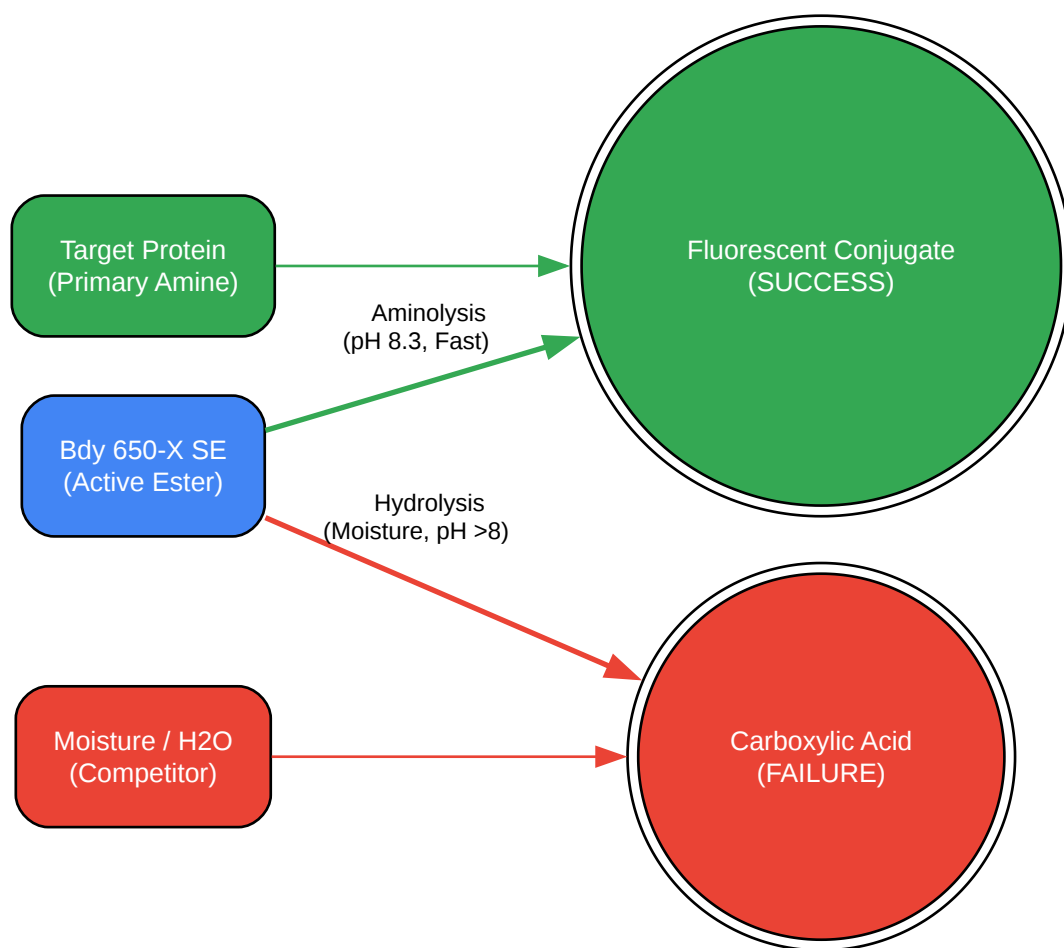 Target Protein
(Primary Amine)
Fluorescent Conjugate
(SUCCESS)
Aminolysis
(pH 8.3, Fast)
Bdy 650-X SE
(Active Ester)
Hydrolysis
(Moisture, pH >8)
Moisture / H2O
(Competitor)
Carboxylic Acid
(FAILURE)